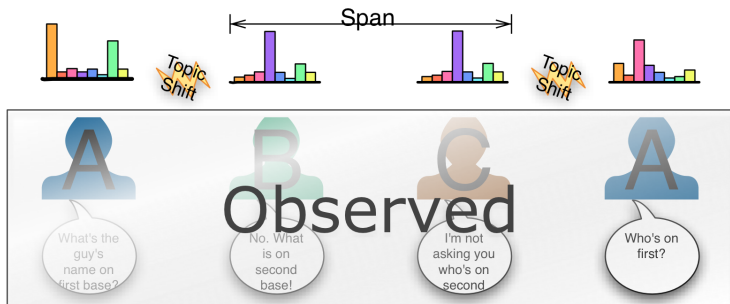 Span
Topic
Shift
Topic
Shift
A
B
C
A
Observed
What's the
guy's
name on
first base?
No. What
is on
second
base!
I'm not
asking you
who's on
second
Who's on
first?